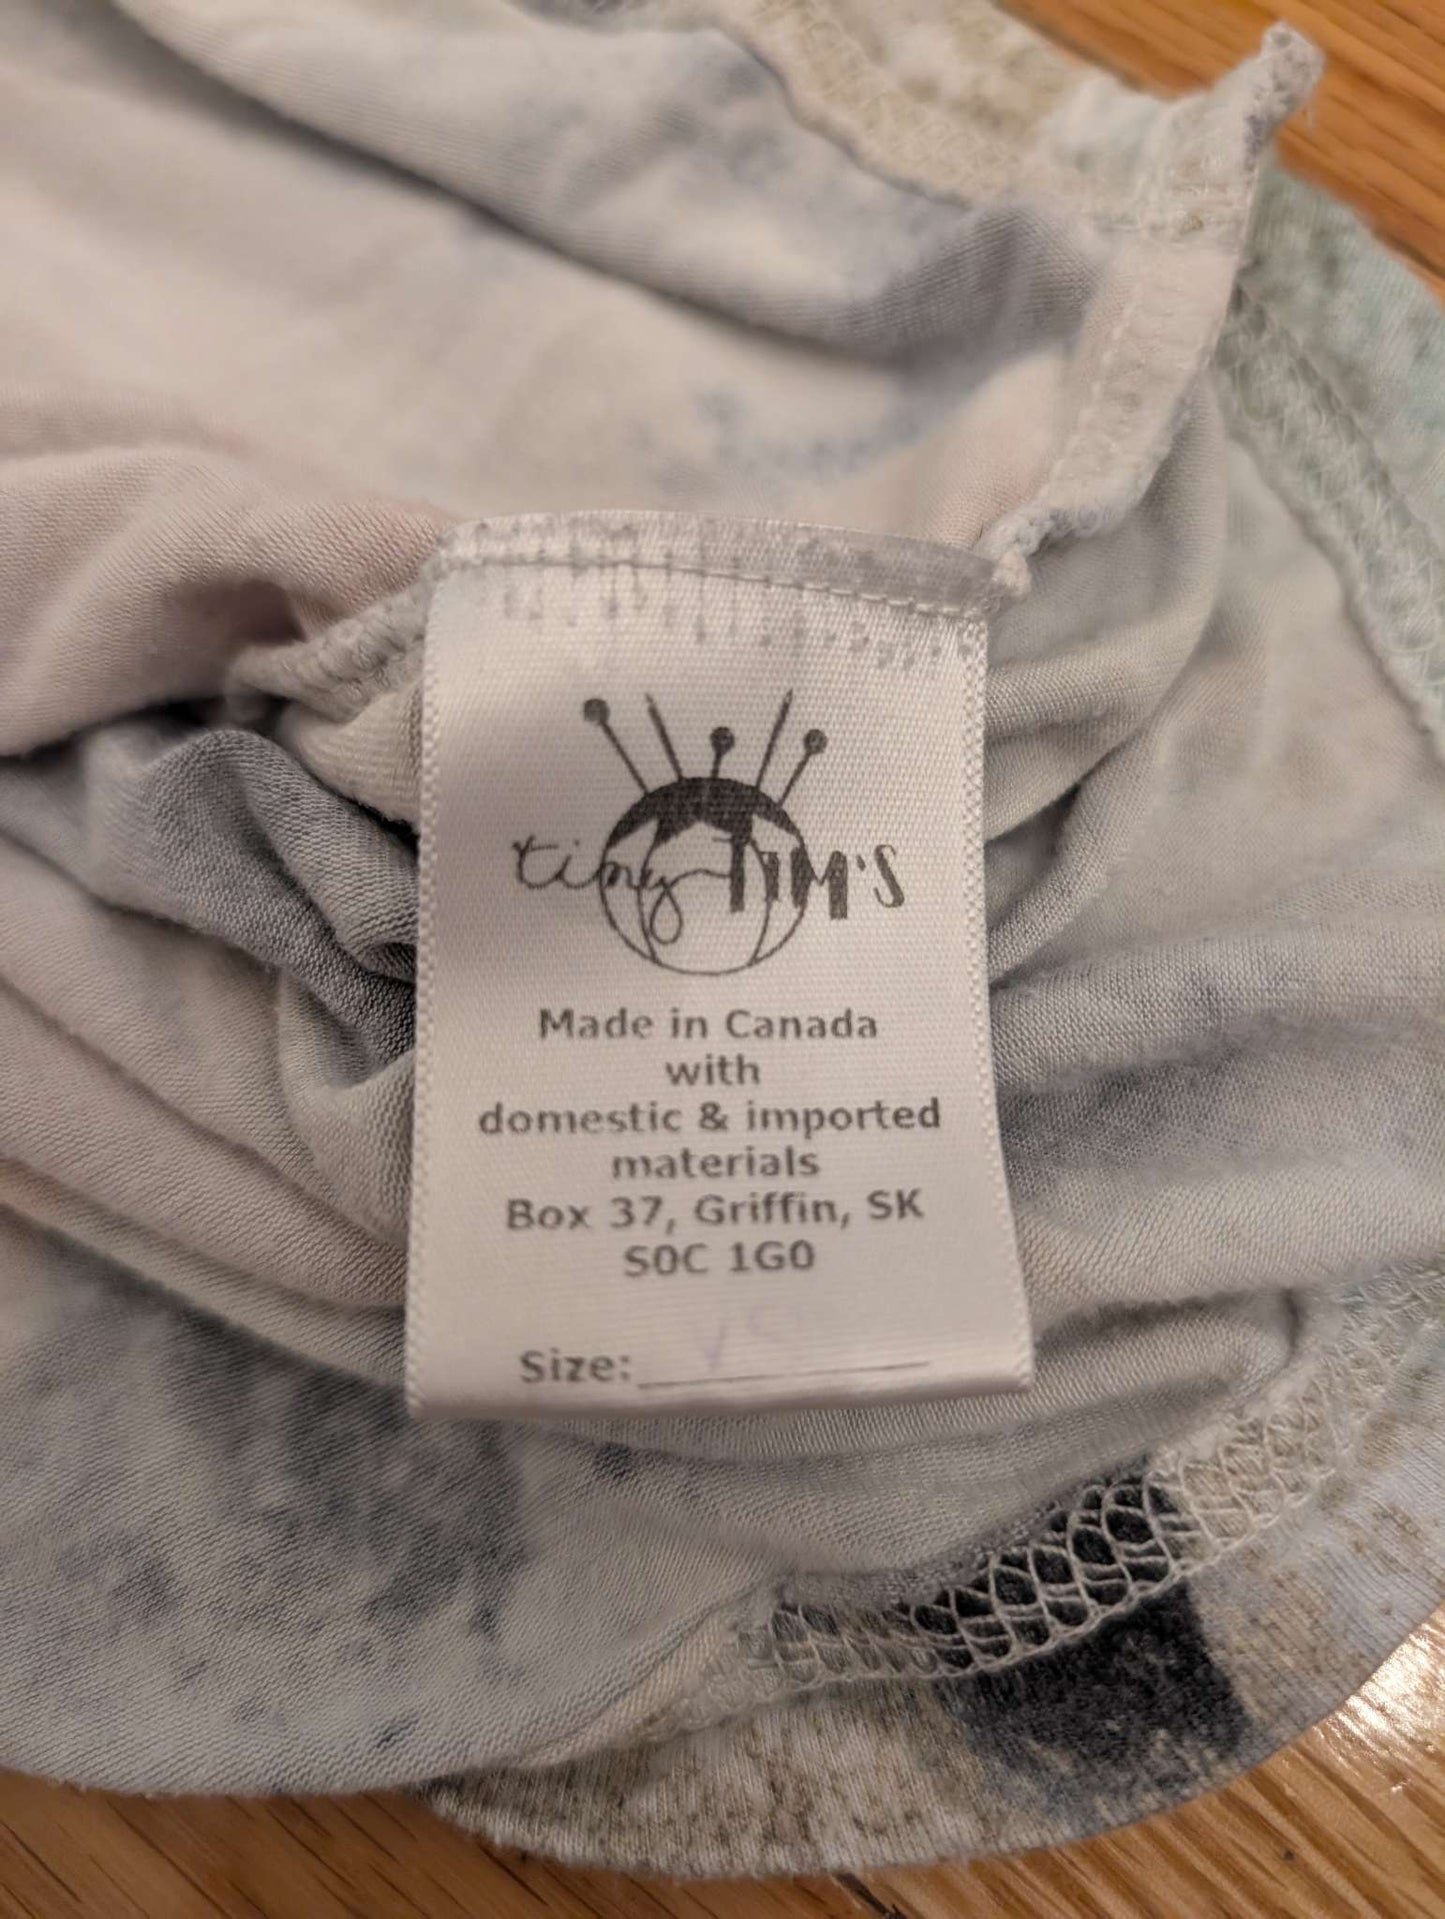 tiny TIM'S
Made in Canada
with
domestic & imported
materials
Box 37, Griffin, SK
S0C 1G0
Size: